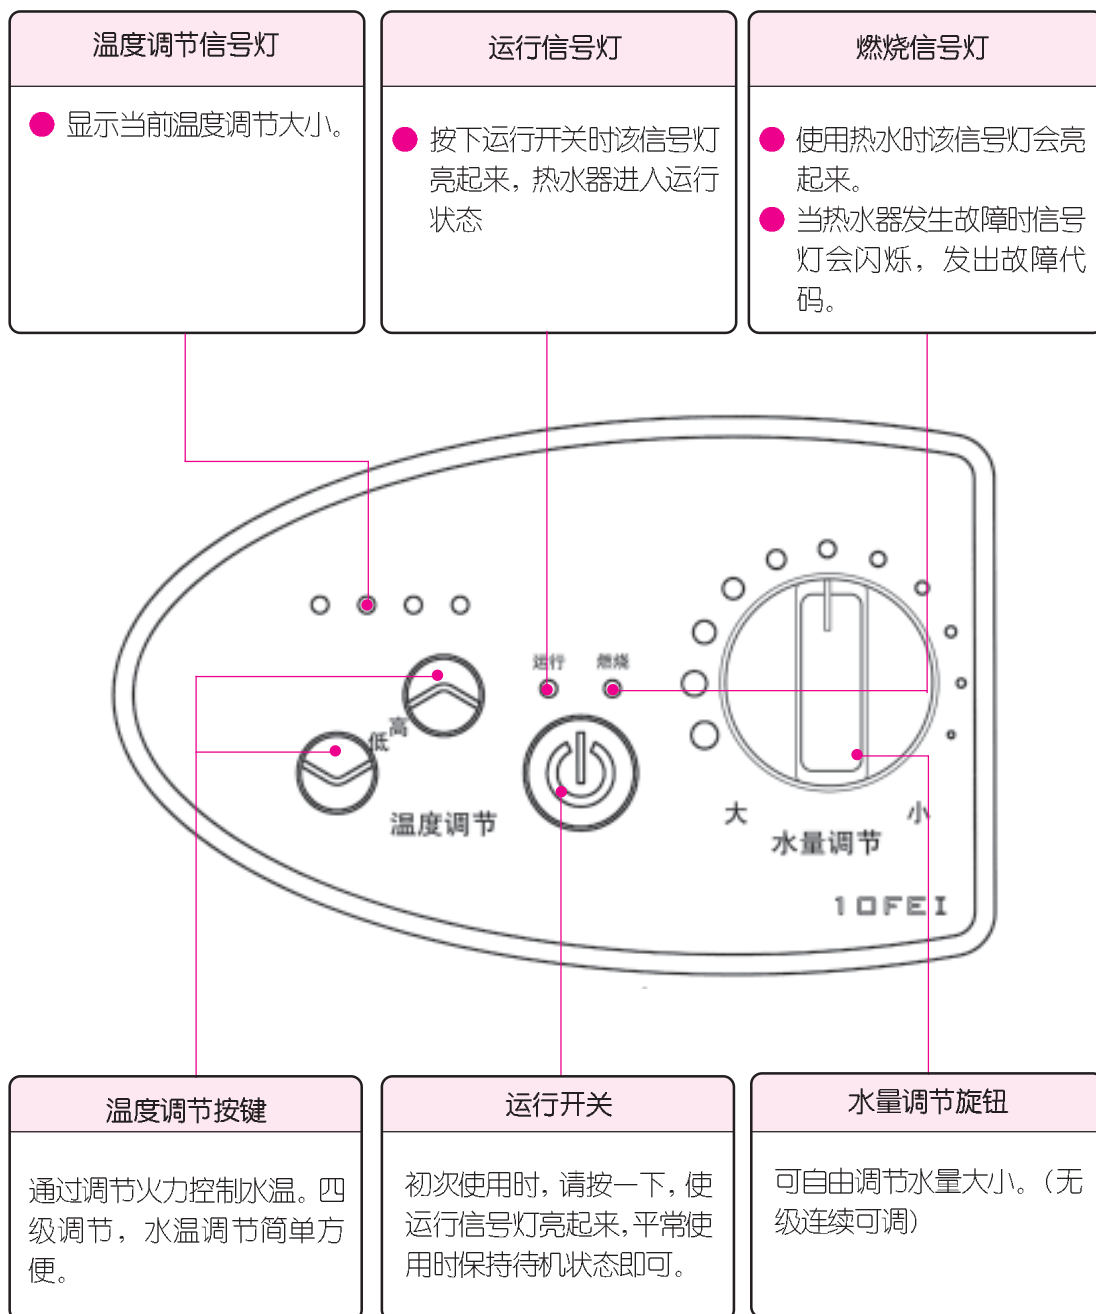 温度调节信号灯
显示当前温度调节大小。
运行信号灯
按下运行开关时该信号灯
亮起来，热水器进入运行
状态
燃烧信号灯
使用热水时该信号灯会亮
起来。
当热水器发生故障时信号
灯会闪烁，发出故障代
码。
运行 燃烧
高
低
温度调节
大 小
水量调节
10FEI
温度调节按键
通过调节火力控制水温。四
级调节，水温调节简单方
便。
运行开关
初次使用时，请按一下，使
运行信号灯亮起来，平常使
用时保持待机状态即可。
水量调节旋钮
可自由调节水量大小。（无
级连续可调）